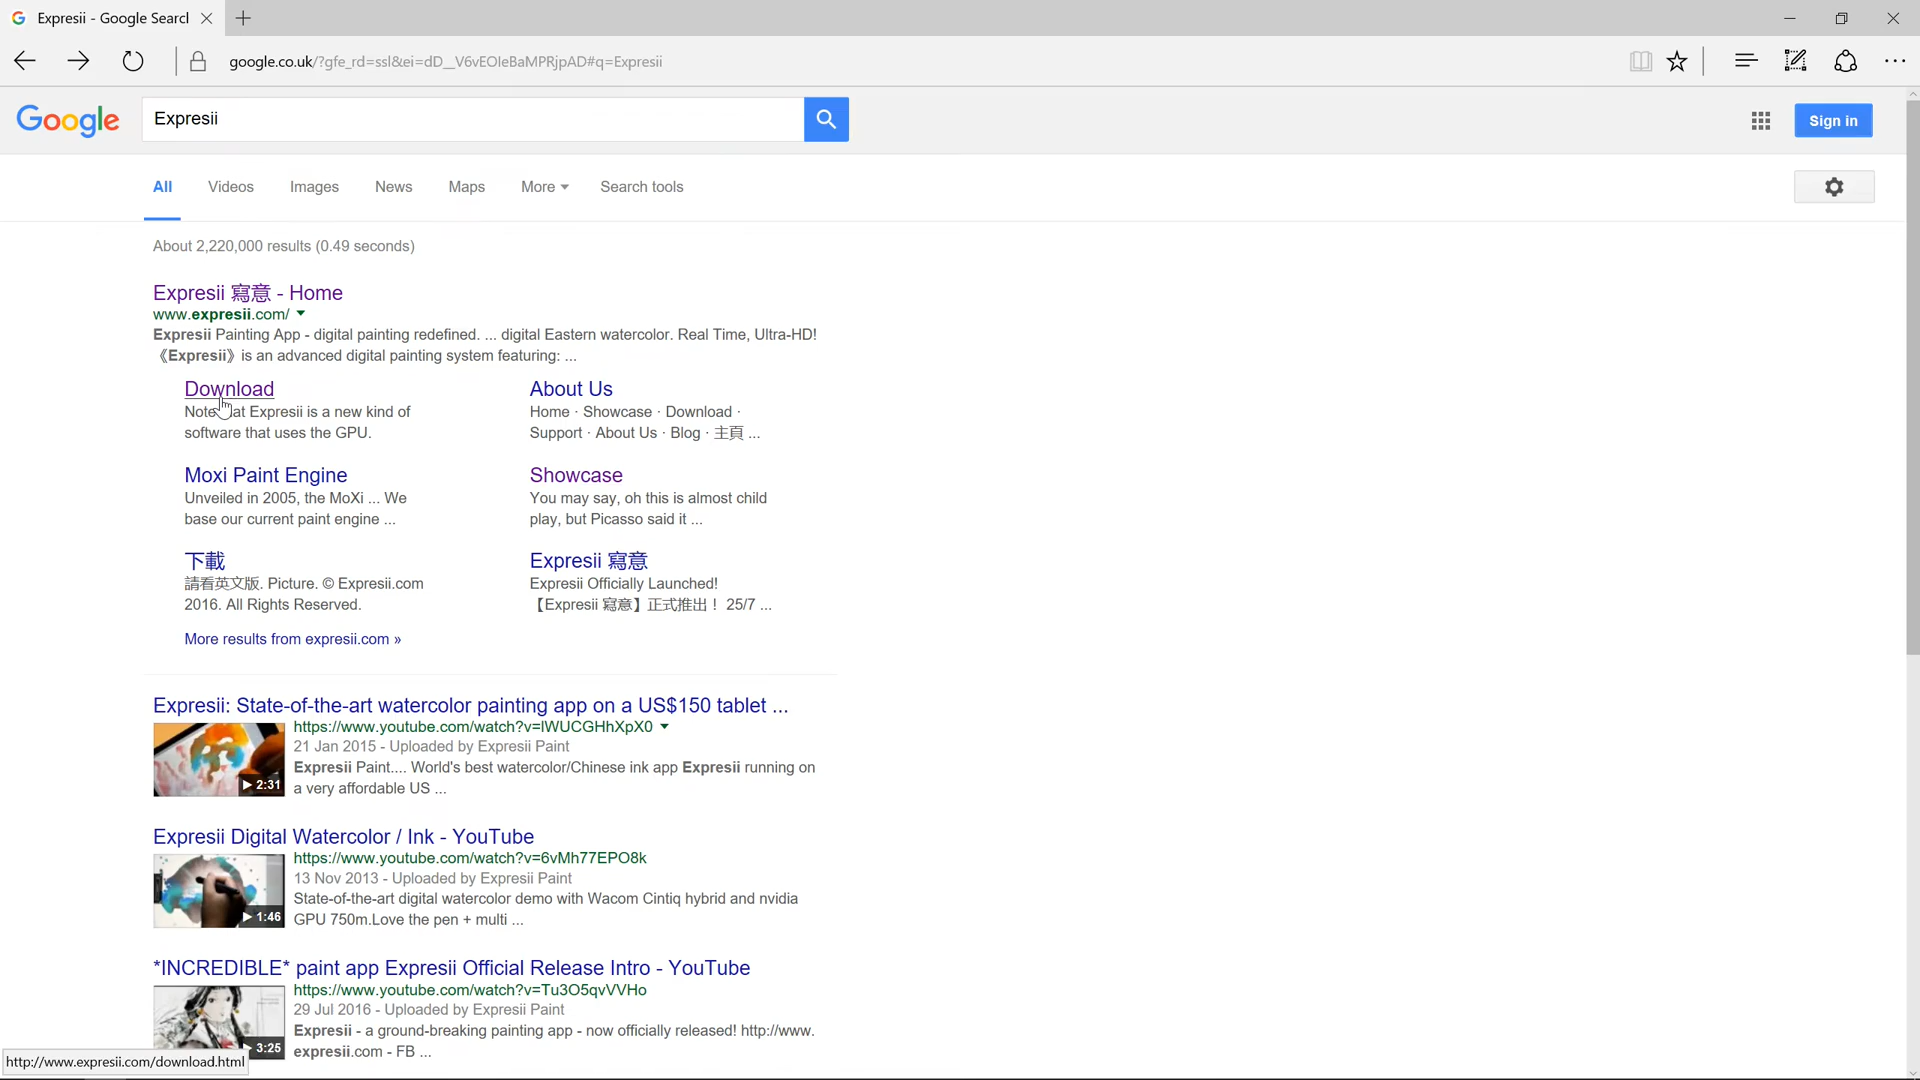 Expresii - Google Searcl
google.co.uk/?gfe_rd=ssl&ei=dD__V6vEOIeBaMPRjpAD#q=Expresii
Google
Expresii
Sign in
All Videos Images News Maps More Search tools
About 2,220,000 results (0.49 seconds)
Expresii 寫意 - Home
www.expresii.com/
Expresii Painting App - digital painting redefined. ... digital Eastern watercolor. Real Time, Ultra-HD!
《Expresii》 is an advanced digital painting system featuring: ...
Download
Note at Expresii is a new kind of
software that uses the GPU.
About Us
Home · Showcase · Download ·
Support · About Us · Blog · 主頁 ...
Moxi Paint Engine
Unveiled in 2005, the MoXi ... We
base our current paint engine ...
Showcase
You may say, oh this is almost child
play, but Picasso said it ...
下載
請看英文版. Picture. © Expresii.com
2016. All Rights Reserved.
Expresii 寫意
Expresii Officially Launched!
【Expresii 寫意】正式推出！ 25/7 ...
More results from expresii.com »
Expresii: State-of-the-art watercolor painting app on a US$150 tablet ...
https://www.youtube.com/watch?v=lWUCGHhXpX0
21 Jan 2015 - Uploaded by Expresii Paint
Expresii Paint.... World's best watercolor/Chinese ink app Expresii running on
a very affordable US ...
2:31
Expresii Digital Watercolor / Ink - YouTube
https://www.youtube.com/watch?v=6vMh77EPO8k
13 Nov 2013 - Uploaded by Expresii Paint
State-of-the-art digital watercolor demo with Wacom Cintiq hybrid and nvidia
GPU 750m.Love the pen + multi ...
1:46
*INCREDIBLE* paint app Expresii Official Release Intro - YouTube
https://www.youtube.com/watch?v=Tu3O5qvVVHo
29 Jul 2016 - Uploaded by Expresii Paint
Expresii - a ground-breaking painting app - now officially released! http://www.
expresii.com - FB ...
3:25
http://www.expresii.com/download.html